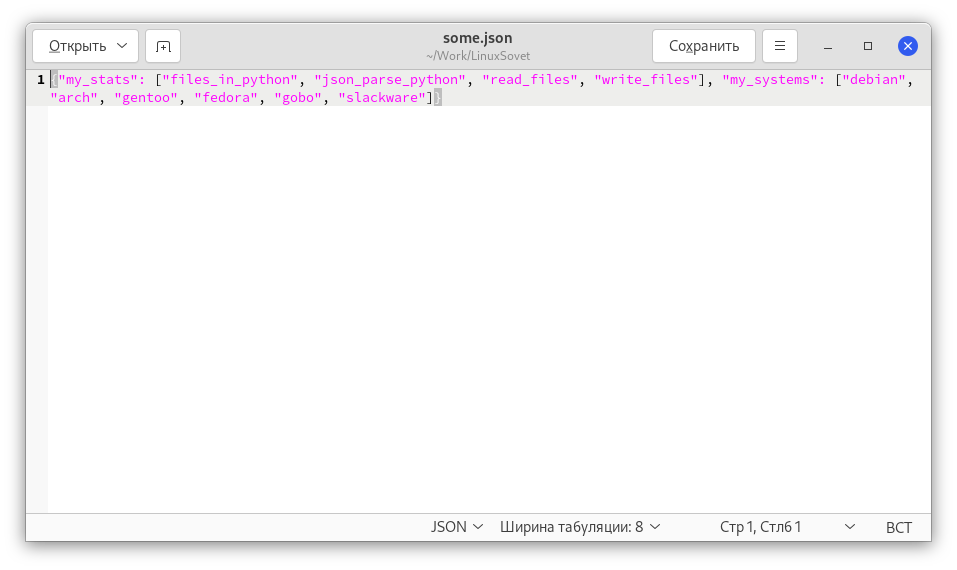 Открыть
some.json
~/Work/LinuxSovet
Сохранить
1 {"my_stats": ["files_in_python", "json_parse_python", "read_files", "write_files"], "my_systems": ["debian",
"arch", "gentoo", "fedora", "gobo", "slackware"]}
JSON Ширина табуляции: 8 Стр 1, Стлб 1 ВСТ